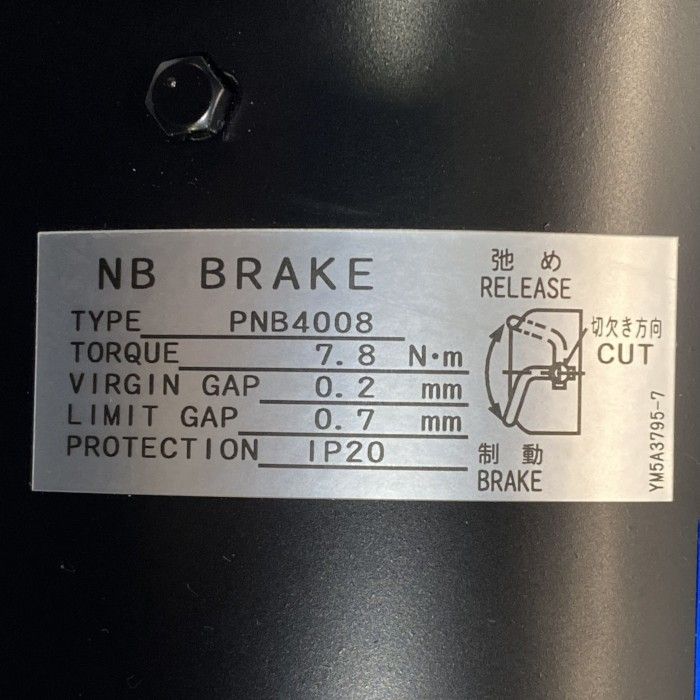 NB BRAKE
TYPE PNB4008
TORQUE 7.8 N·m
VIRGIN GAP 0.2 mm
LIMIT GAP 0.7 mm
PROTECTION IP20
弛め
RELEASE
切欠き方向
CUT
制動
BRAKE
YM5A3795-7